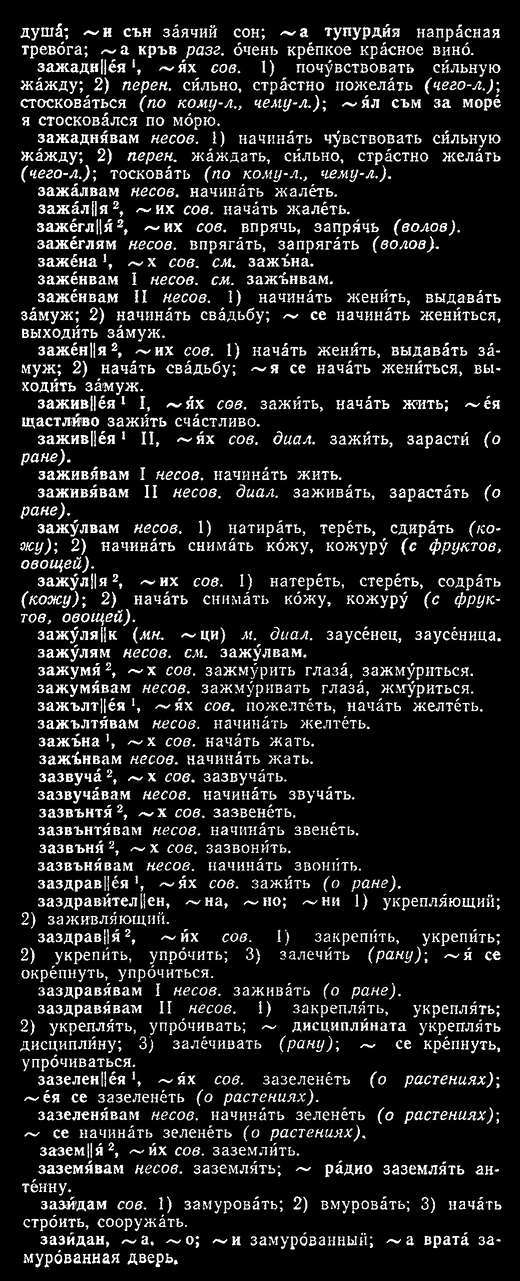 душа́; ~и сън за́ячий сон; ~а тупурди́я напра́сная
трево́га; ~а кръв разг. о́чень кре́пкое кра́сное вино́.
зажадн||е́я ¹, ~я́х сов. 1) почу́вствовать си́льную
жа́жду; 2) перен. си́льно, стра́стно пожела́ть (чего-л.);
стоскова́ться (по кому-л., чему-л.); ~я́л съм за море́
я стоскова́лся по мо́рю.
зажадня́вам несов. 1) начина́ть чу́вствовать си́льную
жа́жду; 2) перен. жа́ждать, си́льно, стра́стно жела́ть
(чего-л.); тоскова́ть (по кому-л., чему-л.).
зажа́лвам несов. начина́ть жале́ть.
зажа́л||я ², ~их сов. нача́ть жале́ть.
заже́гл||я́ ², ~их сов. впрячь, запря́чь (волов).
заже́глям несов. впряга́ть, запряга́ть (волов).
заже́на ¹, ~х сов. см. зажъ́на.
заже́нвам I несов. см. зажъ́нвам.
заже́нвам II несов. 1) начина́ть жени́ть, выдава́ть
за́муж; 2) начина́ть сва́дьбу; ~ се начина́ть жени́ться,
выходи́ть за́муж.
заже́н||я ², ~их сов. 1) нача́ть жени́ть, выдава́ть за́-
муж; 2) нача́ть сва́дьбу; ~я се нача́ть жени́ться, вы-
ходи́ть за́муж.
зажив||е́я ¹ I, ~я́х сов. зажи́ть, нача́ть жить; ~е́я
щастли́во зажи́ть сча́стливо.
зажив||е́я ¹ II, ~я́х сов. диал. зажи́ть, зарасти́ (о
ране).
заживя́вам I несов. начина́ть жить.
заживя́вам II несов. диал. зажива́ть, зараста́ть (о
ране).
зажу́лвам несов. 1) натира́ть, тере́ть, сдира́ть (ко-
жу); 2) начина́ть снима́ть ко́жу, кожуру́ (с фруктов,
овощей).
зажу́л||я ², ~их сов. 1) натере́ть, стере́ть, содра́ть
(кожу); 2) нача́ть снима́ть ко́жу, кожуру́ (с фрук-
тов, овощей).
зажу́ля||к (мн. ~ци) м. диал. заусе́нец, заусе́ница.
зажу́лям несов. см. зажу́лвам.
зажумя́ ², ~х сов. зажму́рить глаза́, зажму́риться.
зажумя́вам несов. зажму́ривать глаза́, жму́риться.
зажълт||е́я ¹, ~я́х сов. пожелте́ть, нача́ть желте́ть.
зажълтя́вам несов. начина́ть желте́ть.
зажъ́на ¹, ~х сов. нача́ть жать.
зажъ́нвам несов. начина́ть жать.
зазвуча́ ², ~х сов. зазвуча́ть.
зазвуча́вам несов. начина́ть звуча́ть.
зазвънтя́ ², ~х сов. зазвене́ть.
зазвънтя́вам несов. начина́ть звене́ть.
зазвъня́ ², ~х сов. зазвони́ть.
зазвъня́вам несов. начина́ть звони́ть.
заздрав||е́я ¹, ~я́х сов. зажи́ть (о ране).
заздрави́тел||ен, ~на, ~но; ~ни 1) укрепля́ющий;
2) заживля́ющий.
заздрав||я́ ², ~и́х сов. 1) закрепи́ть, укрепи́ть;
2) укрепи́ть, упро́чить; 3) залечи́ть (рану); ~я́ се
окре́пнуть, упро́читься.
заздравя́вам I несов. зажива́ть (о ране).
заздравя́вам II несов. 1) закрепля́ть, укрепля́ть;
2) укрепля́ть, упро́чивать; ~ дисципли́ната укрепля́ть
дисципли́ну; 3) зале́чивать (рану); ~ се кре́пнуть,
упро́чиваться.
зазелен||е́я ¹, ~я́х сов. зазелене́ть (о растениях);
~е́я се зазелене́ть (о растениях).
зазеленя́вам несов. начина́ть зелене́ть (о растениях);
~ се начина́ть зелене́ть (о растениях).
зазем||я́ ², ~и́х сов. заземли́ть.
заземя́вам несов. заземля́ть; ~ ра́дио заземля́ть ан-
те́нну.
зази́дам сов. 1) замурова́ть; 2) вмурова́ть; 3) нача́ть
стро́ить, сооружа́ть.
зази́дан, ~а, ~о; ~и замуро́ванный; ~а врата́ за-
муро́ванная дверь.